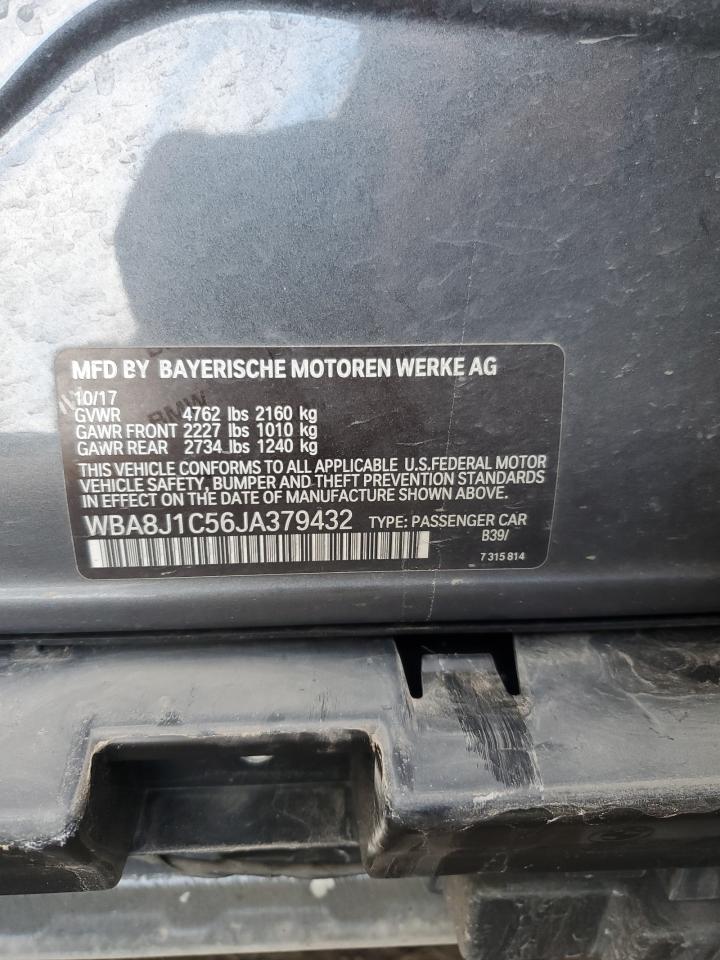 MFD BY BAYERISCHE MOTOREN WERKE AG
10/17
GVWR 4762 lbs 2160 kg
GAWR FRONT 2227 lbs 1010 kg
GAWR REAR 2734 lbs 1240 kg
THIS VEHICLE CONFORMS TO ALL APPLICABLE U.S.FEDERAL MOTOR
VEHICLE SAFETY, BUMPER AND THEFT PREVENTION STANDARDS
IN EFFECT ON THE DATE OF MANUFACTURE SHOWN ABOVE.
WBA8J1C56JA379432 TYPE: PASSENGER CAR
B39/
7 315 814